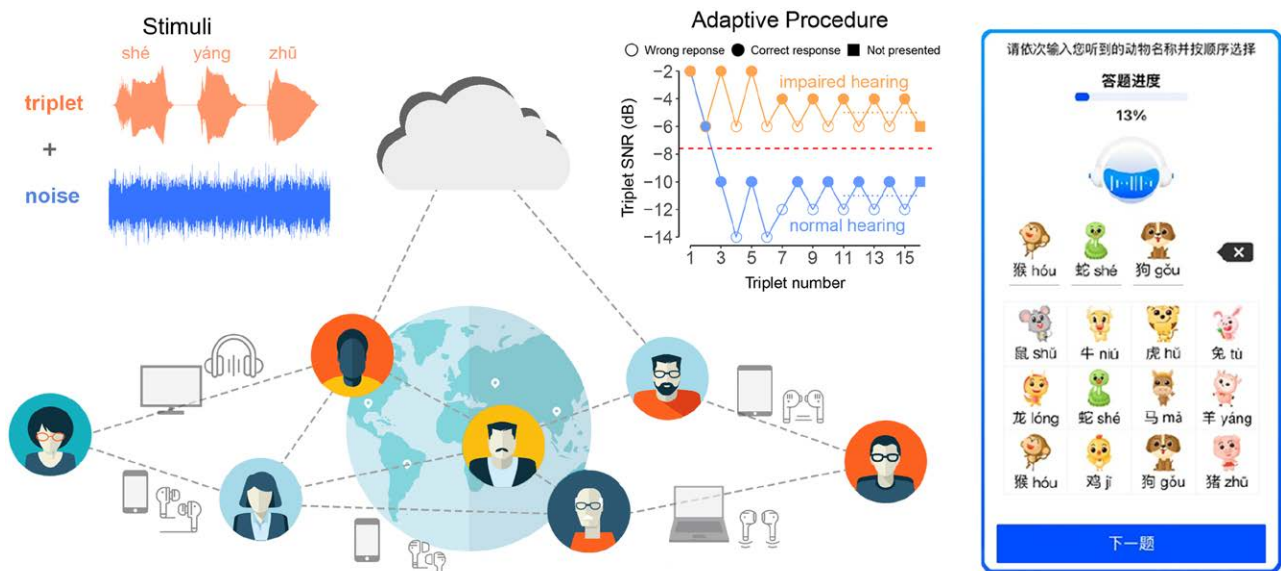 Stimuli
shé yáng zhū
triplet
+
noise
Adaptive Procedure
Wrong reponse Correct response Not presented
−2
−4
−6
−8
−10
−12
−14
Triplet SNR (dB)
impaired hearing
normal hearing
1 3 5 7 9 11 13 15
Triplet number
请依次输入您听到的动物名称并按顺序选择
答题进度
13%
猴 hóu 蛇 shé 狗 gǒu
鼠 shǔ 牛 niú 虎 hǔ 兔 tù
龙 lóng 蛇 shé 马 mǎ 羊 yáng
猴 hóu 鸡 jī 狗 gǒu 猪 zhū
下一题